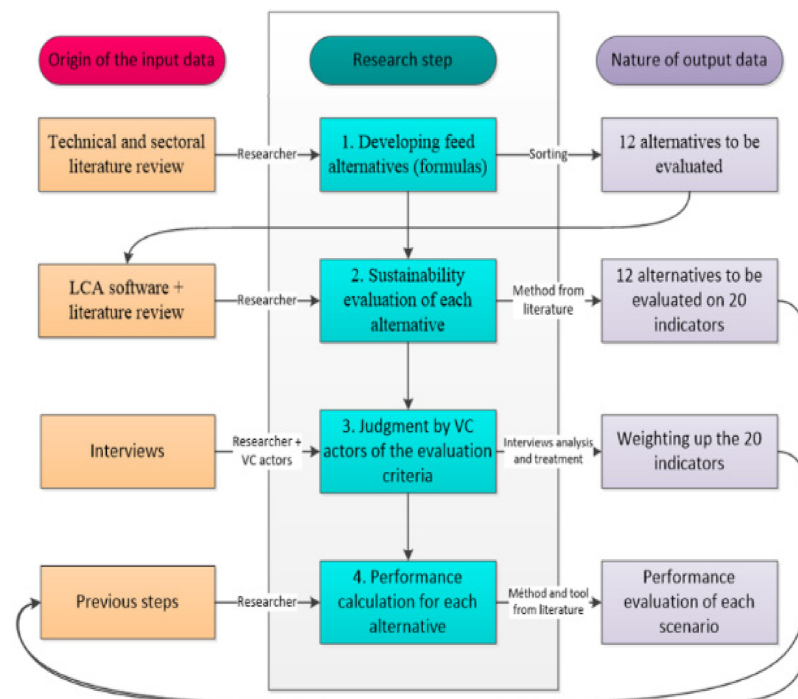 Origin of the input data
Research step
Nature of output data
Technical and sectoral
literature review
Researcher
1. Developing feed
alternatives (formulas)
Sorting
12 alternatives to be
evaluated
LCA software +
literature review
Researcher
2. Sustainability
evaluation of each
alternative
Method from
literature
12 alternatives to be
evaluated on 20
indicators
Interviews
Researcher +
VC actors
3. Judgment by VC
actors of the evaluation
criteria
Interviews analysis
and treatment
Weighting up the 20
indicators
Previous steps
Researcher
4. Performance
calculation for each
alternative
Méthod and tool
from literature
Performance
evaluation of each
scenario